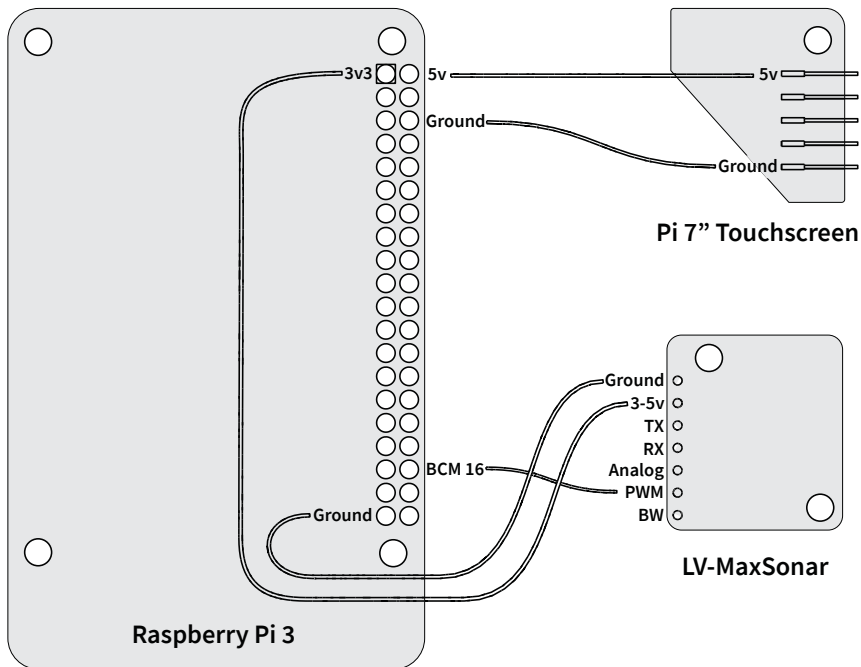 3v3
5v
5v
Ground
Ground
Pi 7” Touchscreen
Ground
3-5v
TX
RX
Analog
BCM 16
PWM
Ground
BW
LV-MaxSonar
Raspberry Pi 3